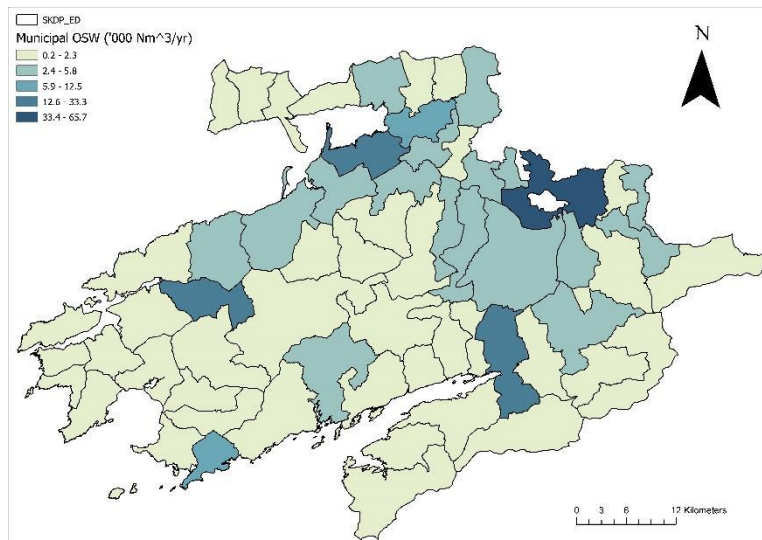 SKDP_ED
Municipal OSW ('000 Nm^3/yr)
0.2 - 2.3
2.4 - 5.8
5.9 - 12.5
12.6 - 33.3
33.4 - 65.7
N
0 3 6 12 Kilometers